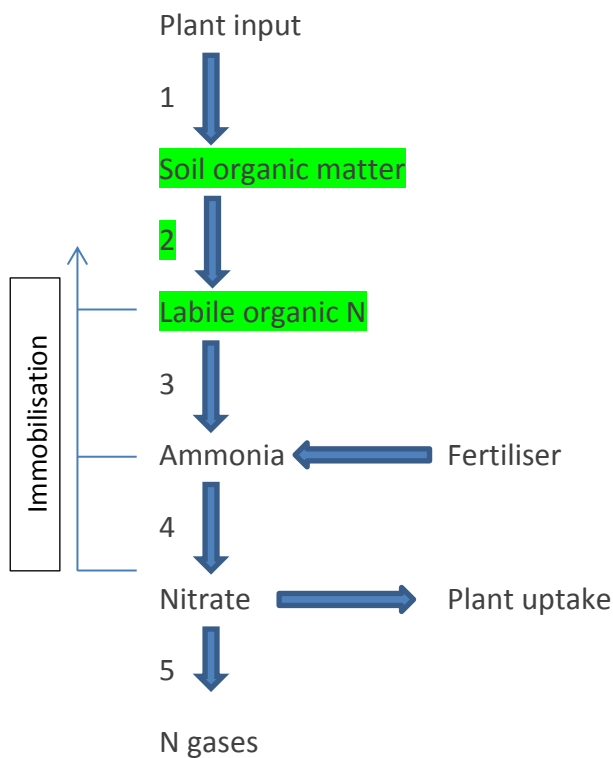 Plant input
1
Soil organic matter
2
Labile organic N
3
Immobilisation
Ammonia
Fertiliser
4
Nitrate
Plant uptake
5
N gases